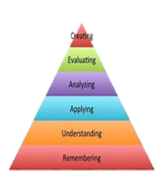 Creating
Evaluating
Analyzing
Applying
Understanding
Remembering